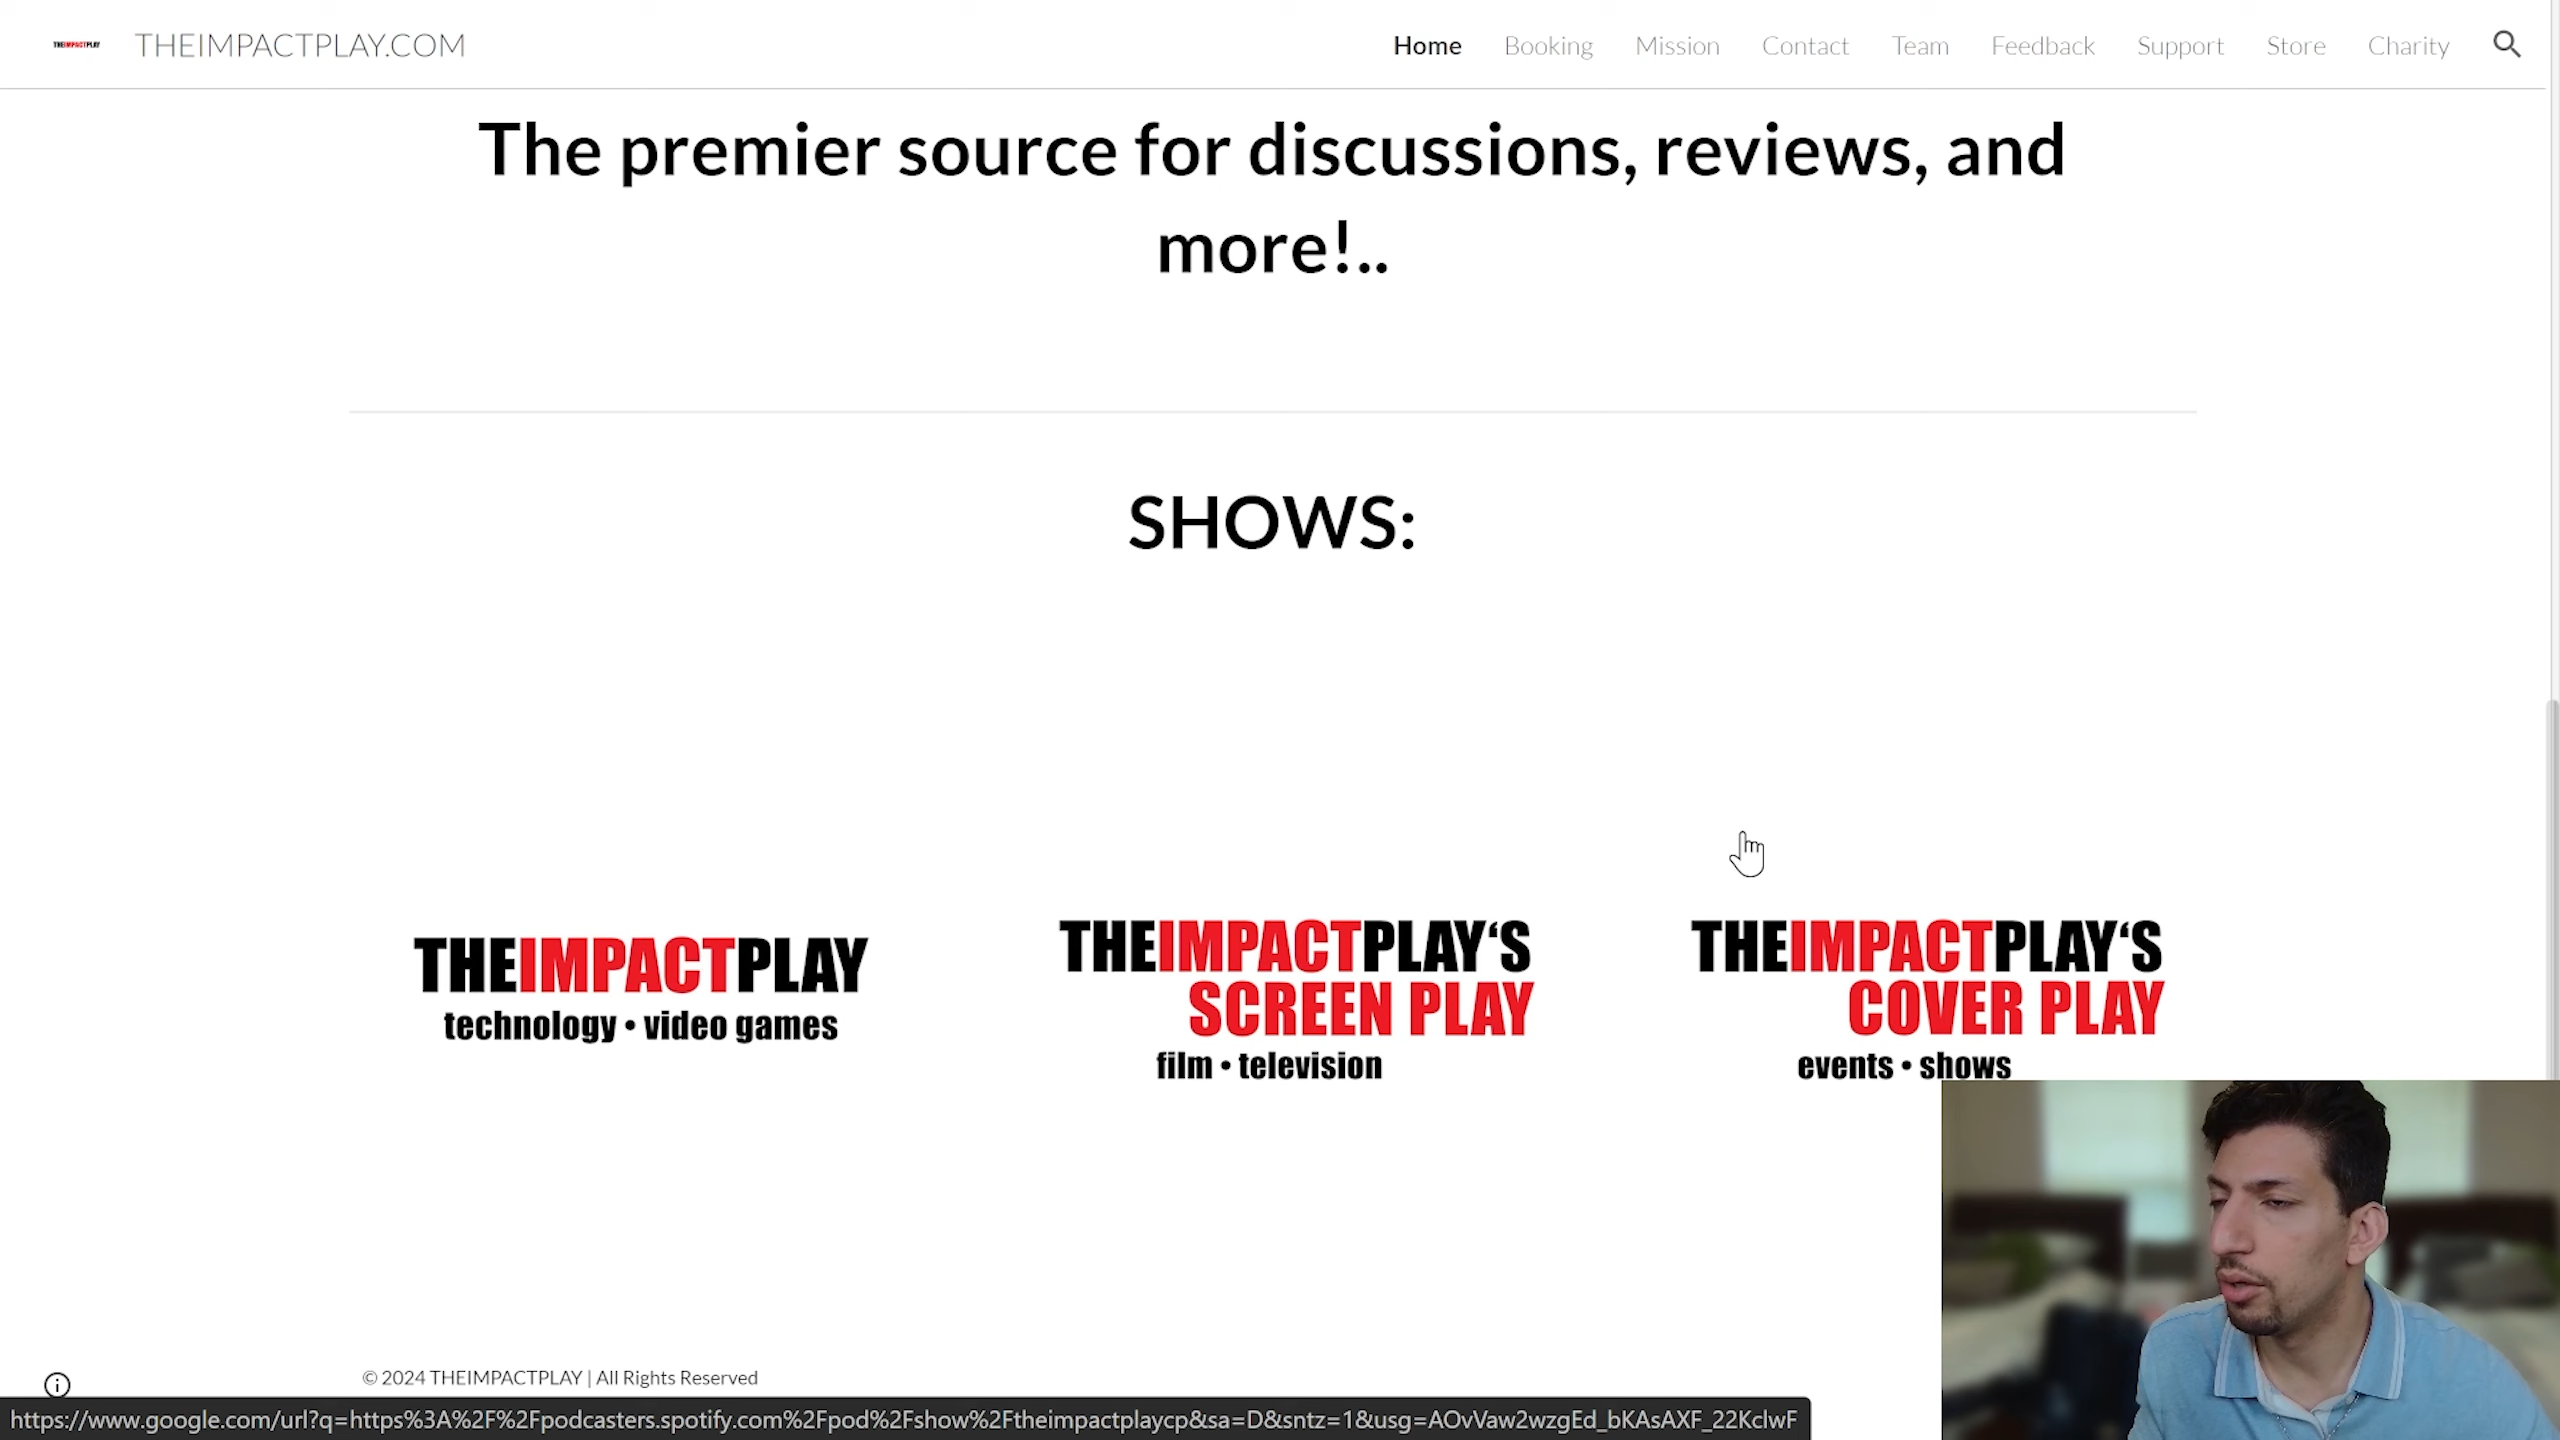 THEIMPACTPLAY THEIMPACTPLAY.COM Home Booking Mission Contact Team Feedback Support Store Charity
The premier source for discussions, reviews, and
more!..
SHOWS:
THEIMPACTPLAY
technology • video games
THEIMPACTPLAY‘S
SCREEN PLAY
film • television
THEIMPACTPLAY‘S
COVER PLAY
events • shows
© 2024 THEIMPACTPLAY | All Rights Reserved
https://www.google.com/url?q=https%3A%2F%2Fpodcasters.spotify.com%2Fpod%2Fshow%2Ftheimpactplaycp&sa=D&sntz=1&usg=AOvVaw2wzgEd_bKAsAXF_22KclwF